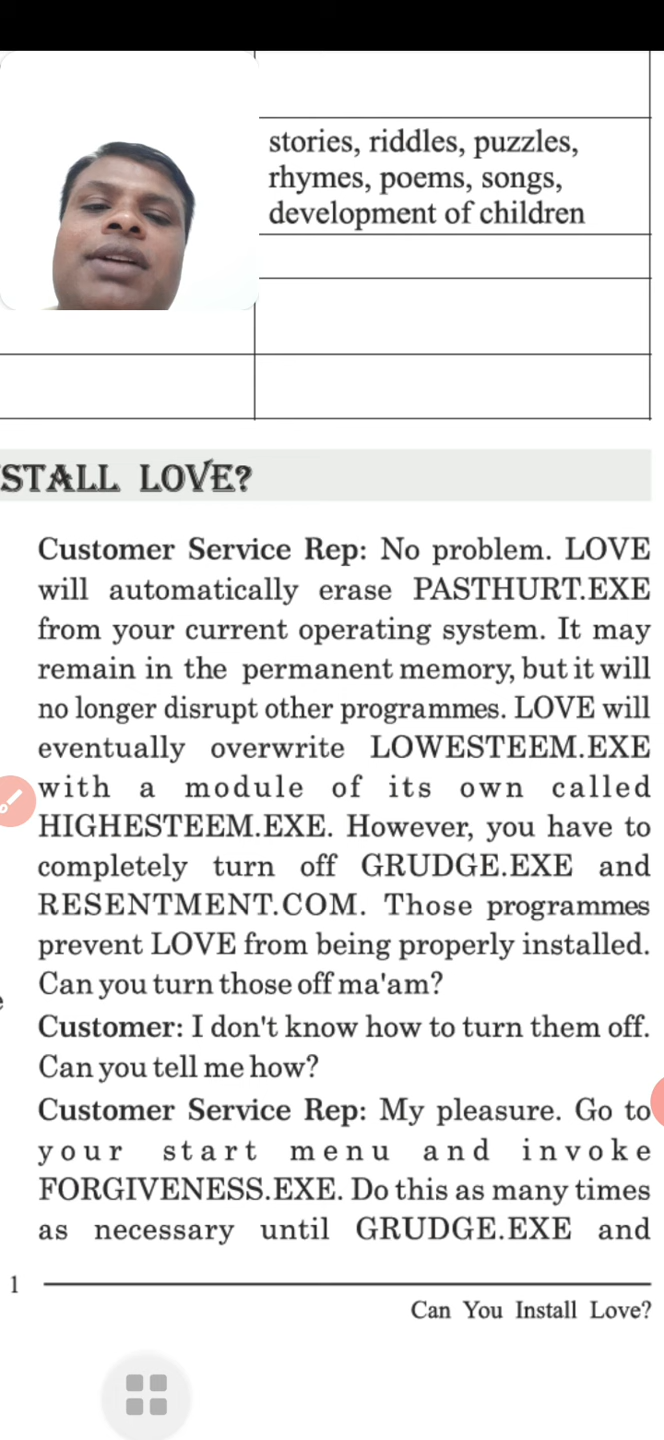 stories, riddles, puzzles,
rhymes, poems, songs,
development of children
STALL LOVE?
Customer Service Rep: No problem. LOVE
will automatically erase PASTHURT.EXE
from your current operating system. It may
remain in the permanent memory, but it will
no longer disrupt other programmes. LOVE will
eventually overwrite LOWESTEEM.EXE
with a module of its own called
HIGHESTEEM.EXE. However, you have to
completely turn off GRUDGE.EXE and
RESENTMENT.COM. Those programmes
prevent LOVE from being properly installed.
Can you turn those off ma'am?
e
Customer: I don't know how to turn them off.
Can you tell me how?
Customer Service Rep: My pleasure. Go to
your start menu and invoke
FORGIVENESS.EXE. Do this as many times
as necessary until GRUDGE.EXE and
1
Can You Install Love?